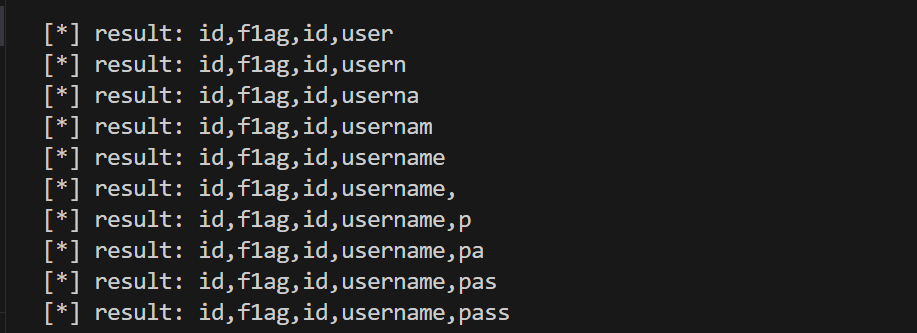 [*] result: id,f1ag,id,user
[*] result: id,f1ag,id,usern
[*] result: id,f1ag,id,userna
[*] result: id,f1ag,id,usernam
[*] result: id,f1ag,id,username
[*] result: id,f1ag,id,username,
[*] result: id,f1ag,id,username,p
[*] result: id,f1ag,id,username,pa
[*] result: id,f1ag,id,username,pas
[*] result: id,f1ag,id,username,pass